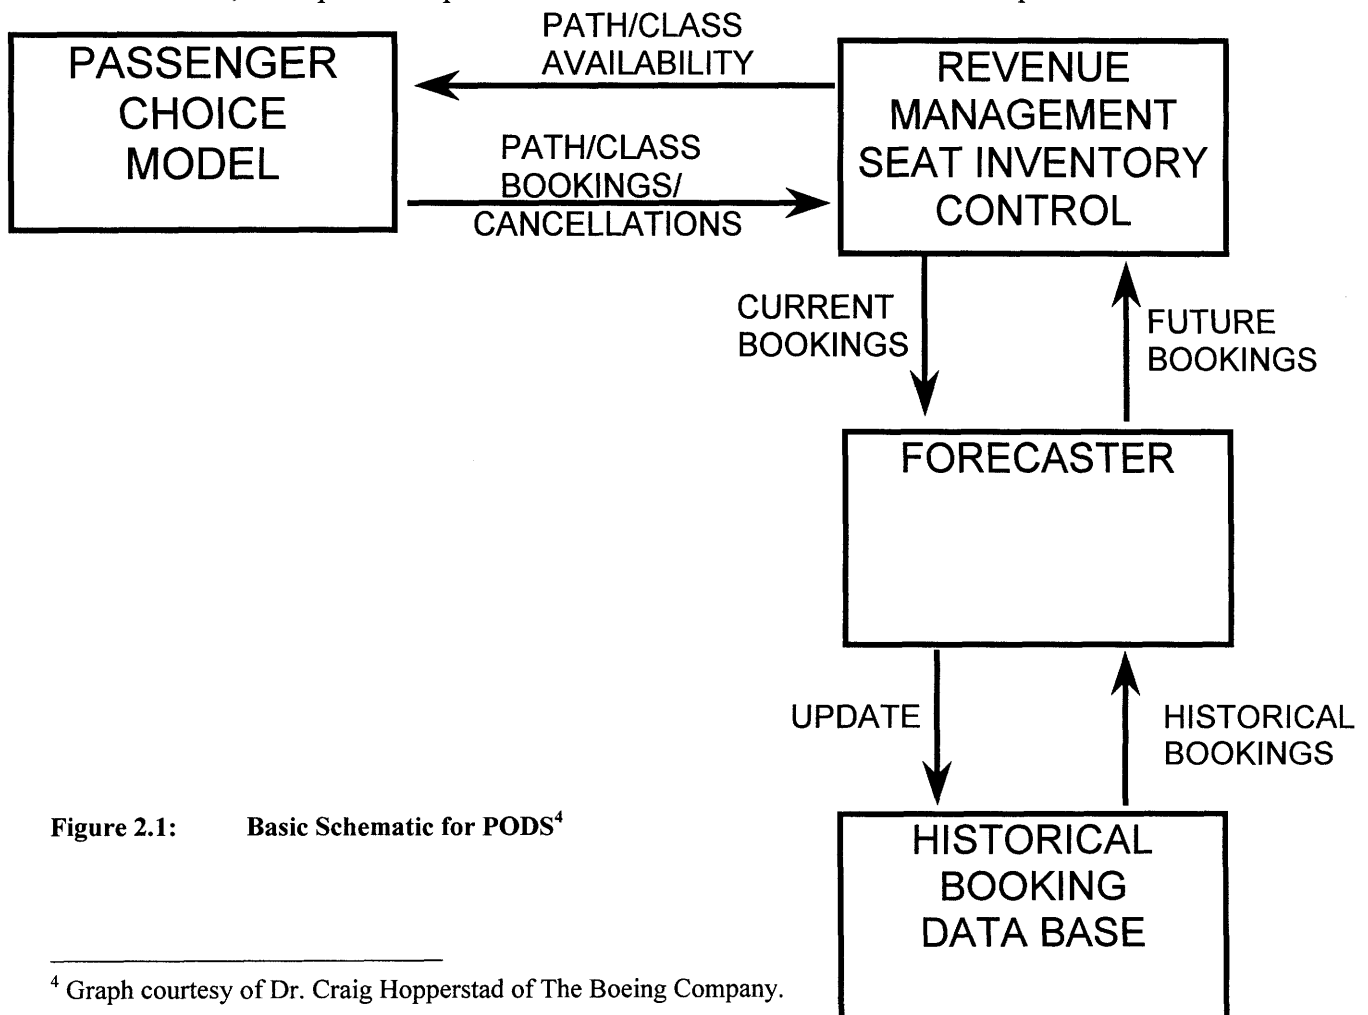 PATH/CLASS
AVAILABILITY
PASSENGER
CHOICE
MODEL
REVENUE
MANAGEMENT
SEAT INVENTORY
CONTROL
PATH/CLASS
BOOKINGS/
CANCELLATIONS
CURRENT
BOOKINGS
FUTURE
BOOKINGS
FORECASTER
UPDATE
HISTORICAL
BOOKINGS
Figure 2.1: Basic Schematic for PODS⁴
HISTORICAL
BOOKING
DATA BASE
⁴ Graph courtesy of Dr. Craig Hopperstad of The Boeing Company.